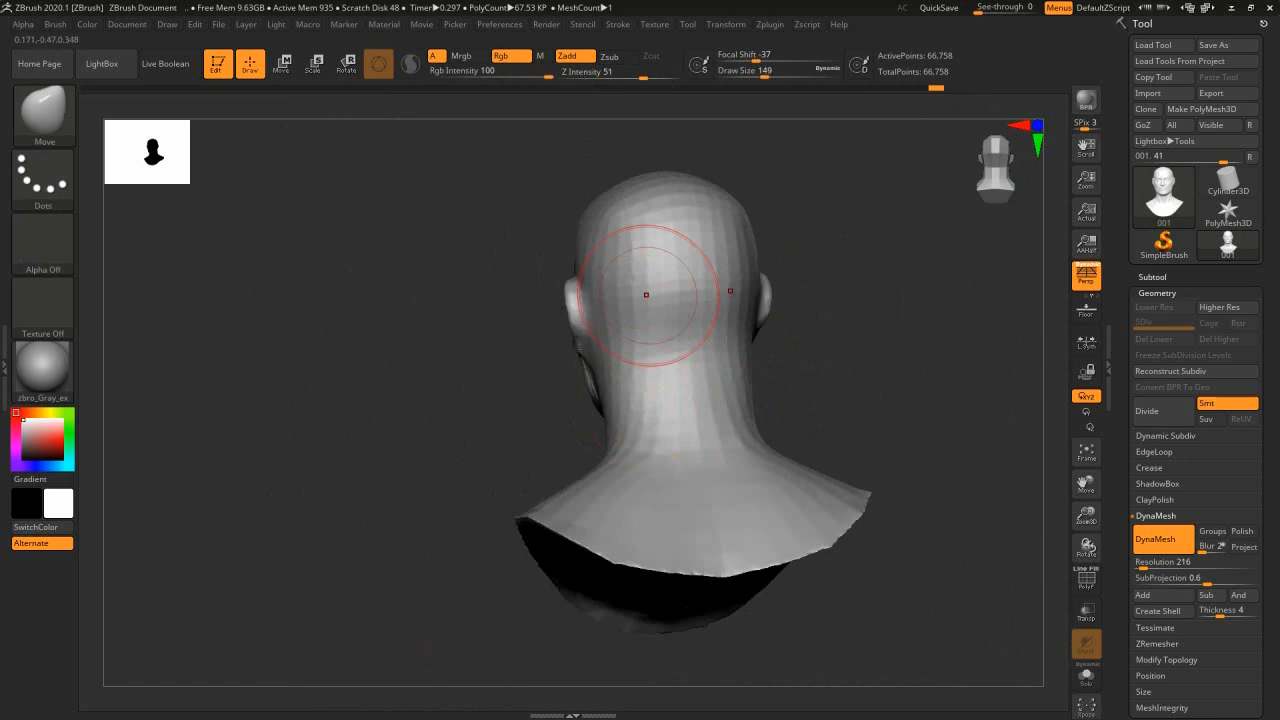 ZBrush 2020.1 [ZBrush] ZBrush Document .. • Free Mem 9.63GB • Active Mem 935 • Scratch Disk 48 • Timer▶0.297 • PolyCount▶67.53 KP • MeshCount▶1 AC QuickSave See-through 0 Menus DefaultZScript
Alpha Brush Color Document Draw Edit File Layer Light Macro Marker Material Movie Picker Preferences Render Stencil Stroke Texture Tool Transform Zplugin Zscript Help
0.171,-0.47,0.348
Home Page LightBox Live Boolean Edit Draw Move Scale Rotate
A Mrgb Rgb M Zadd Zsub Zcut
Rgb Intensity 100 Z Intensity 51
S Focal Shift -37
Draw Size 149 Dynamic
D ActivePoints: 66,758
TotalPoints: 66,758
Move
Dots
Alpha Off
Texture Off
zbro_Gray_ex
Gradient
SwitchColor
Alternate
BPR
SPix 3
Scroll
Zoom
Actual
AAHalf
Dynamic
Persp
Floor
L.Sym
XYZ
Frame
Move
Zoom3D
Rotate
Line Fill
PolyF
Transp
Ghost
Dynamic
Solo
Xpose
Tool
Load Tool Save As
Load Tools From Project
Copy Tool Paste Tool
Import Export
Clone Make PolyMesh3D
GoZ All Visible R
Lightbox▶Tools
001. 41 R
001 Cylinder3D
PolyMesh3D
SimpleBrush 001
Subtool
Geometry
Lower Res Higher Res
SDiv Cage Rstr
Del Lower Del Higher
Freeze SubDivision Levels
Reconstruct Subdiv
Convert BPR To Geo
Divide Smt
Suv ReUV
Dynamic Subdiv
EdgeLoop
Crease
ShadowBox
ClayPolish
DynaMesh
DynaMesh Groups Polish
Blur 2 Project
Resolution 216
SubProjection 0.6
Add Sub And
Create Shell Thickness 4
Tessimate
ZRemesher
Modify Topology
Position
Size
MeshIntegrity